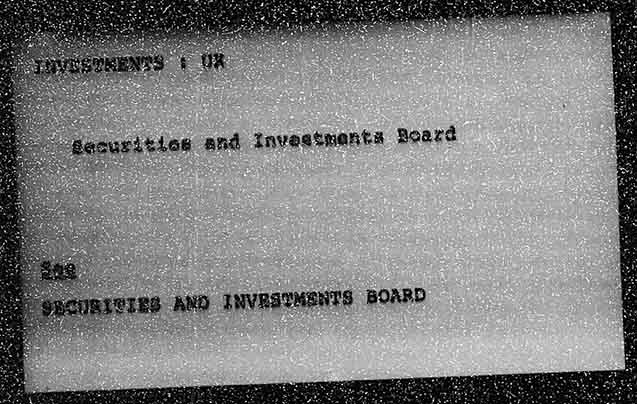 INVESTMENTS : UK
Securities and Investments Board
See
SECURITIES AND INVESTMENTS BOARD